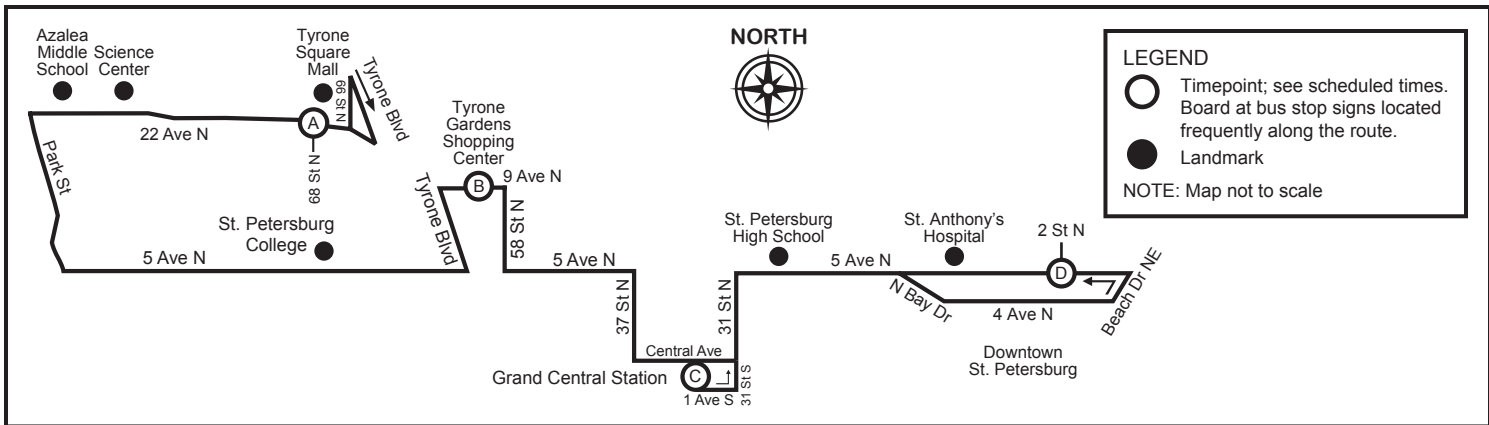 Azalea
Middle
School
Science
Center
Tyrone
Square
Mall
66 St N
Tyrone Blvd
A
22 Ave N
68 St N
Park St
St. Petersburg
College
5 Ave N
Tyrone
Gardens
Shopping
Center
B
9 Ave N
Tyrone Blvd
58 St N
5 Ave N
37 St N
NORTH
Central Ave
Grand Central Station
C
1 Ave S
31 St S
31 St N
St. Petersburg
High School
5 Ave N
St. Anthony's
Hospital
2 St N
D
N Bay Dr
4 Ave N
Beach Dr NE
Downtown
St. Petersburg
LEGEND
Timepoint; see scheduled times.
Board at bus stop signs located
frequently along the route.
Landmark
NOTE: Map not to scale